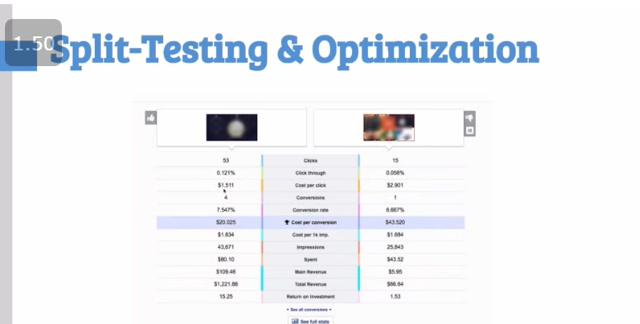 1.50
Split-Testing & Optimization
53 Clicks 15
0.121% Click through 0.058%
$1.511 Cost per click $2.901
4 Conversions 1
7.547% Conversion rate 6.667%
$20.025 Cost per conversion $43.520
$1.834 Cost per 1k imp. $1.684
43,671 Impressions 25,843
$80.10 Spent $43.52
$109.46 Main Revenue $5.95
$1,221.86 Total Revenue $66.64
15.25 Return on Investment 1.53
See all conversions
See full stats